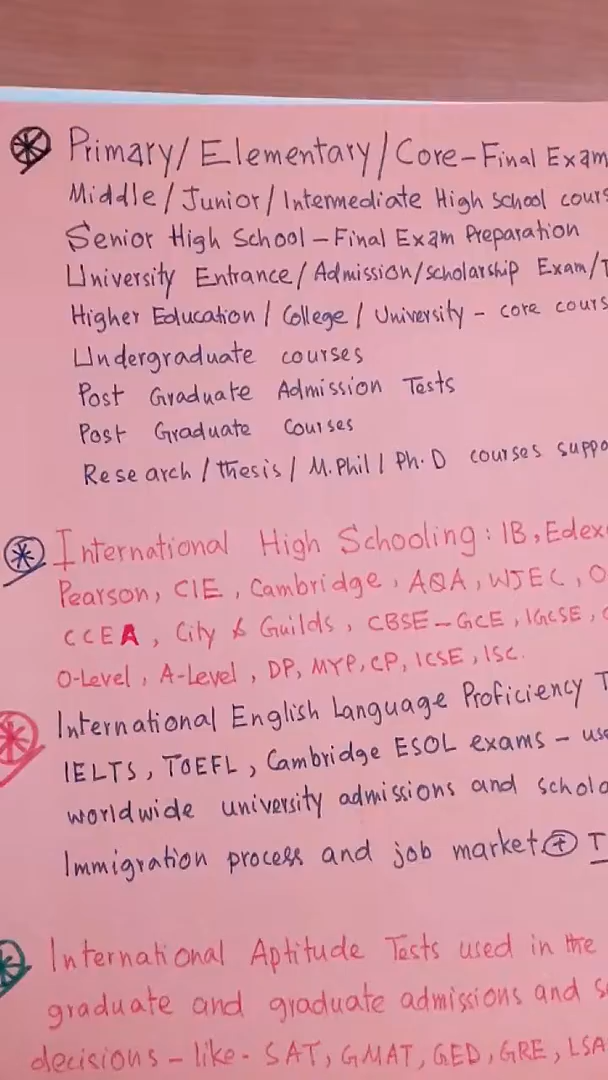 Primary/Elementary/Core-Final Exam
Middle/Junior/Intermediate High School cours
Senior High School-Final Exam Preparation
University Entrance/Admission/scholarship Exam/T
Higher Education/College/University - core cours
Undergraduate courses
Post Graduate Admission Tests
Post Graduate Courses
Research/thesis/M.Phil/Ph.D courses suppo
International High Schooling: IB, Edex
Pearson, CIE, Cambridge, AQA, WJEC, O
CCEA, City & Guilds, CBSE-GCE, IGCSE,
O-Level, A-Level, DP, MYP, CP, ICSE, ISC.
International English Language Proficiency T
IELTS, TOEFL, Cambridge ESOL exams - use
worldwide university admissions and schola
Immigration process and job market + I
International Aptitude Tests used in the
graduate and graduate admissions and s
decisions - like- SAT, GMAT, GED, GRE, LSA